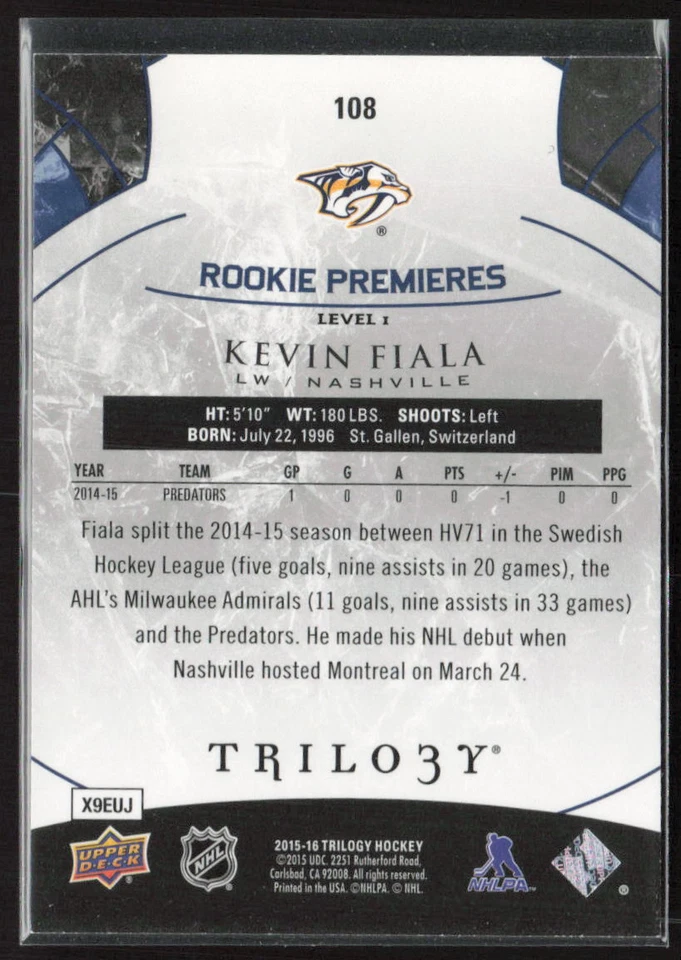 108
®
ROOKIE PREMIERES
LEVEL I
KEVIN FIALA
LW / NASHVILLE
HT: 5'10" WT: 180 LBS. SHOOTS: Left
BORN: July 22, 1996 St. Gallen, Switzerland
YEAR TEAM GP G A PTS +/- PIM PPG
2014-15 PREDATORS 1 0 0 0 -1 0 0
Fiala split the 2014-15 season between HV71 in the Swedish
Hockey League (five goals, nine assists in 20 games), the
AHL's Milwaukee Admirals (11 goals, nine assists in 33 games)
and the Predators. He made his NHL debut when
Nashville hosted Montreal on March 24.
TRILO3Y®
X9EUJ
UPPER
D·E·C·K
NHL
2015-16 TRILOGY HOCKEY
©2015 UDC. 2251 Rutherford Road,
Carlsbad, CA 92008. All rights reserved.
Printed in the USA. ©NHLPA. © NHL.
NHLPA
®